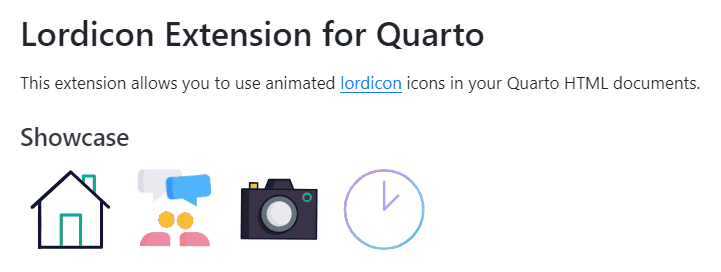 Lordicon Extension for Quarto
This extension allows you to use animated lordicon icons in your Quarto HTML documents.
Showcase